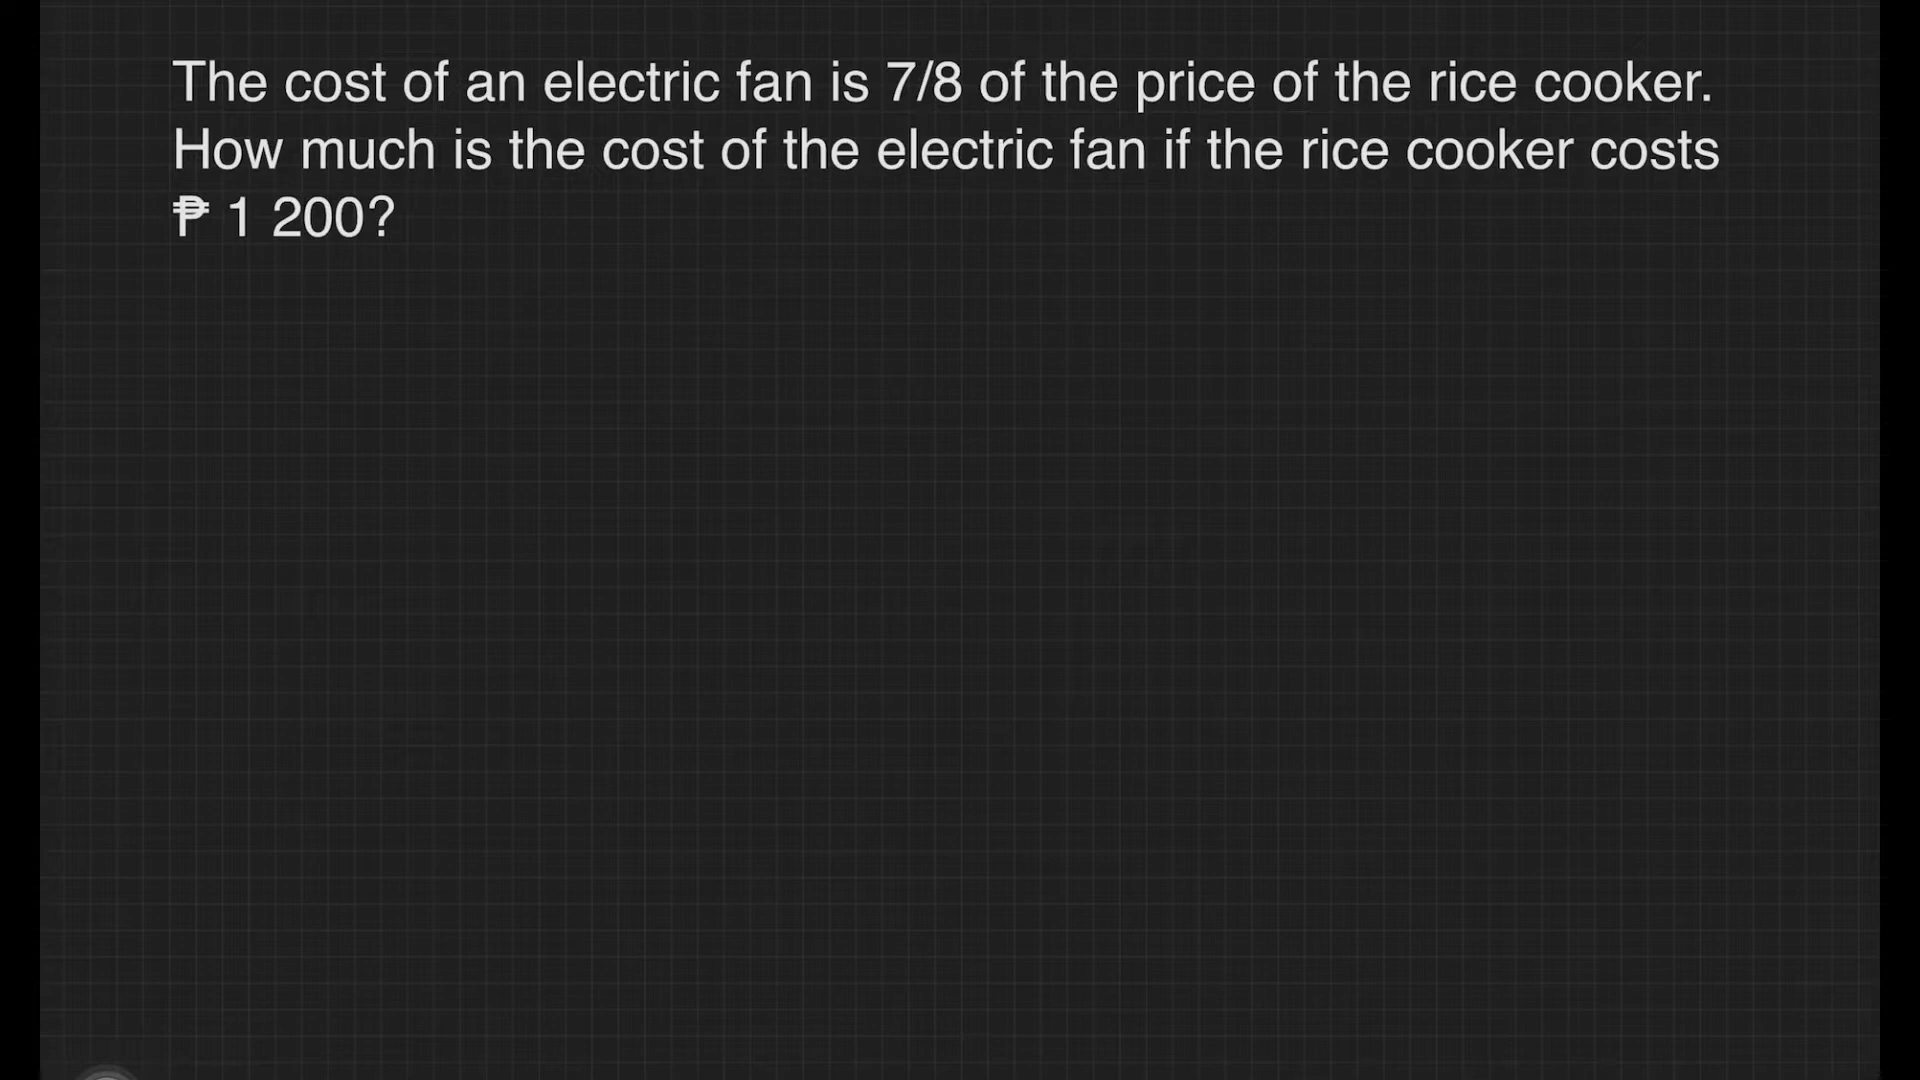 The cost of an electric fan is 7/8 of the price of the rice cooker.
How much is the cost of the electric fan if the rice cooker costs
₱ 1 200?